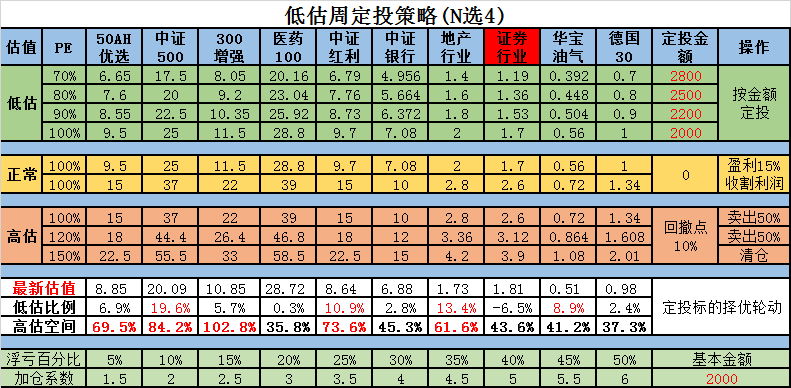 低估周定投策略(N选4)
估值 PE 50AH优选 中证500 300增强 医药100 中证红利 中证银行 地产行业 证券行业 华宝油气 德国30 定投金额 操作
低估 70% 6.65 17.5 8.05 20.16 6.79 4.956 1.4 1.19 0.392 0.7 2800 按金额定投
80% 7.6 20 9.2 23.04 7.76 5.664 1.6 1.36 0.448 0.8 2500
90% 8.55 22.5 10.35 25.92 8.73 6.372 1.8 1.53 0.504 0.9 2200
100% 9.5 25 11.5 28.8 9.7 7.08 2 1.7 0.56 1 2000
正常 100% 9.5 25 11.5 28.8 9.7 7.08 2 1.7 0.56 1 0 盈利15%
100% 15 37 22 39 15 10 2.8 2.6 0.72 1.34 收割利润
高估 100% 15 37 22 39 15 10 2.8 2.6 0.72 1.34 回撤点10% 卖出50%
120% 18 44.4 26.4 46.8 18 12 3.36 3.12 0.864 1.608 卖出50%
150% 22.5 55.5 33 58.5 22.5 15 4.2 3.9 1.08 2.01 清仓
最新估值 8.85 20.09 10.85 28.72 8.64 6.88 1.73 1.81 0.51 0.98 定投标的择优轮动
低估比例 6.9% 19.6% 5.7% 0.3% 10.9% 2.8% 13.4% -6.5% 8.9% 2.4%
高估空间 69.5% 84.2% 102.8% 35.8% 73.6% 45.3% 61.6% 43.6% 41.2% 37.3%
浮亏百分比 5% 10% 15% 20% 25% 30% 35% 40% 45% 50% 基本金额
加仓系数 1.5 2 2.5 3 3.5 4 4.5 5 5.5 6 2000